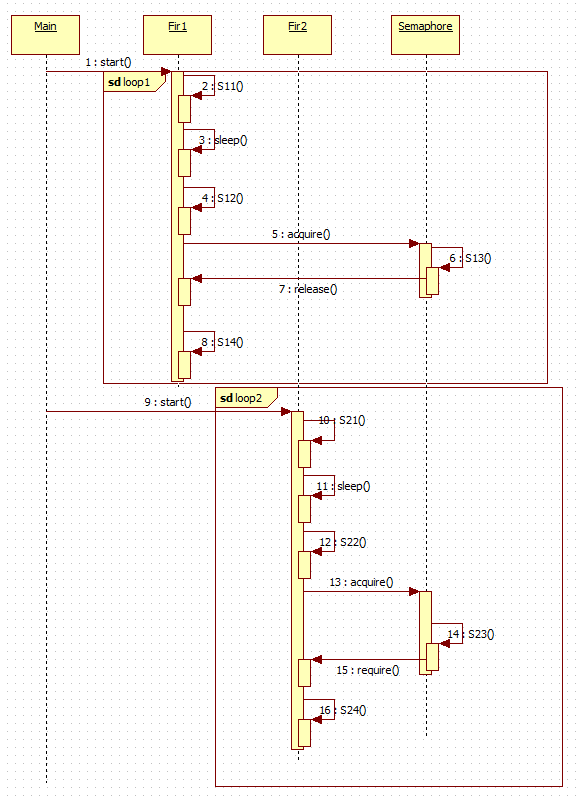 Main
Fir1
Fir2
Semaphore
1 : start()
sd loop1
2 : S11()
3 : sleep()
4 : S12()
5 : acquire()
6 : S13()
7 : release()
8 : S14()
sd loop2
9 : start()
10 : S21()
11 : sleep()
12 : S22()
13 : acquire()
14 : S23()
15 : require()
16 : S24()